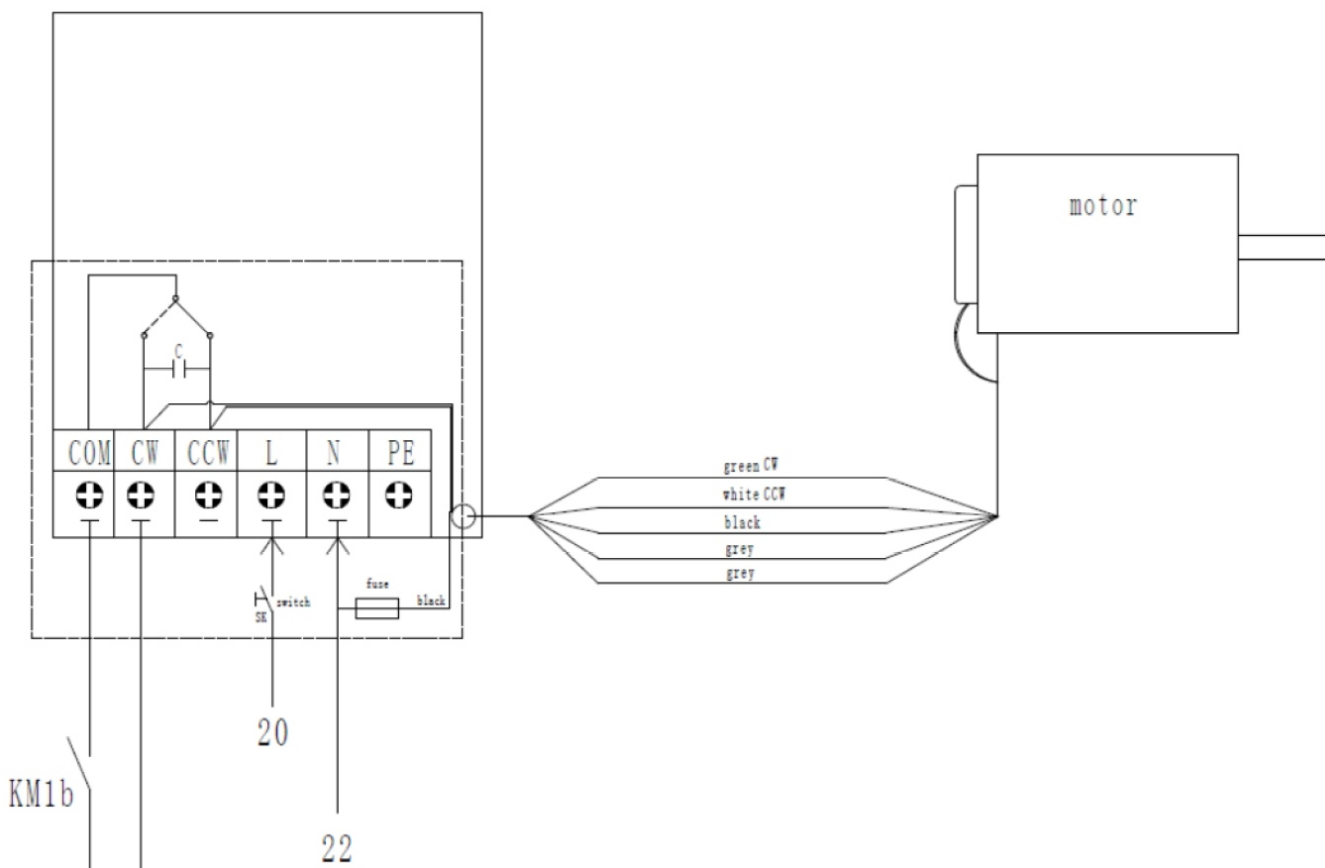 motor
C
COM CW CCW L N PE
green CW
white CCW
black
grey
grey
fuse
black
switch
SK
20
KM1b
22